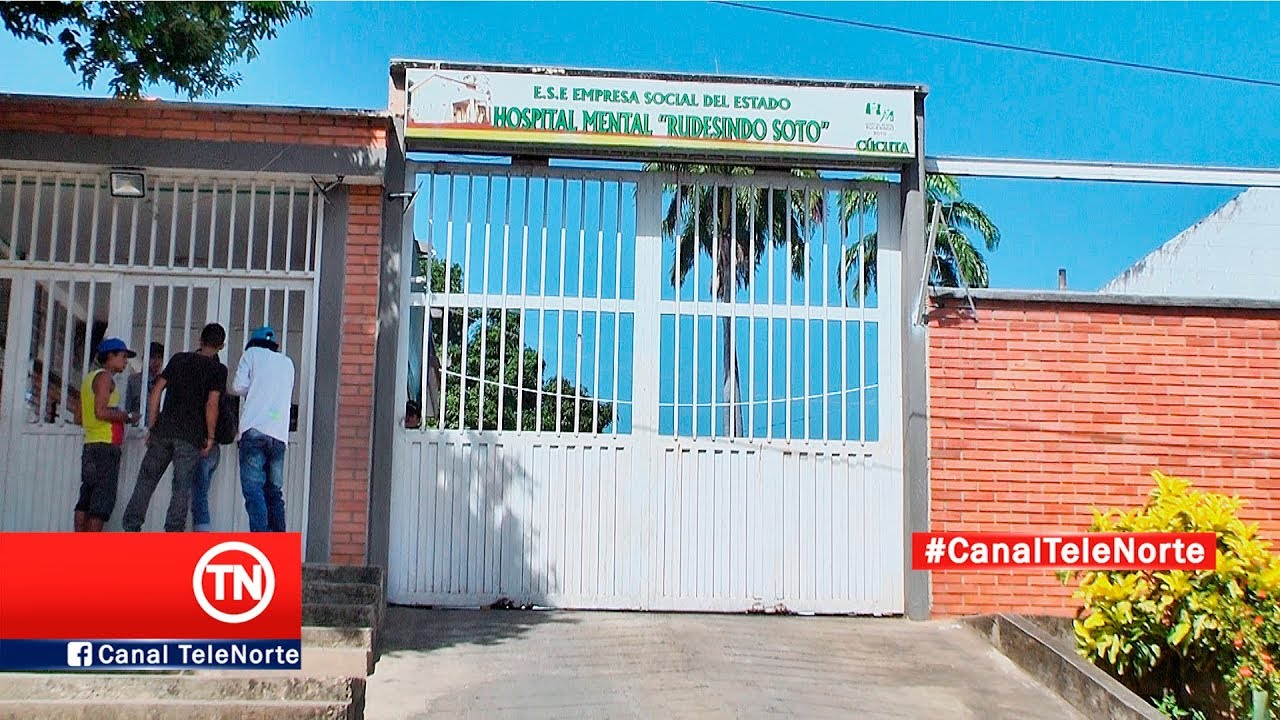 E.S.E EMPRESA SOCIAL DEL ESTADO
HOSPITAL MENTAL "RUDESINDO SOTO"
CÚCUTA
#CanalTeleNorte
TN
Canal TeleNorte